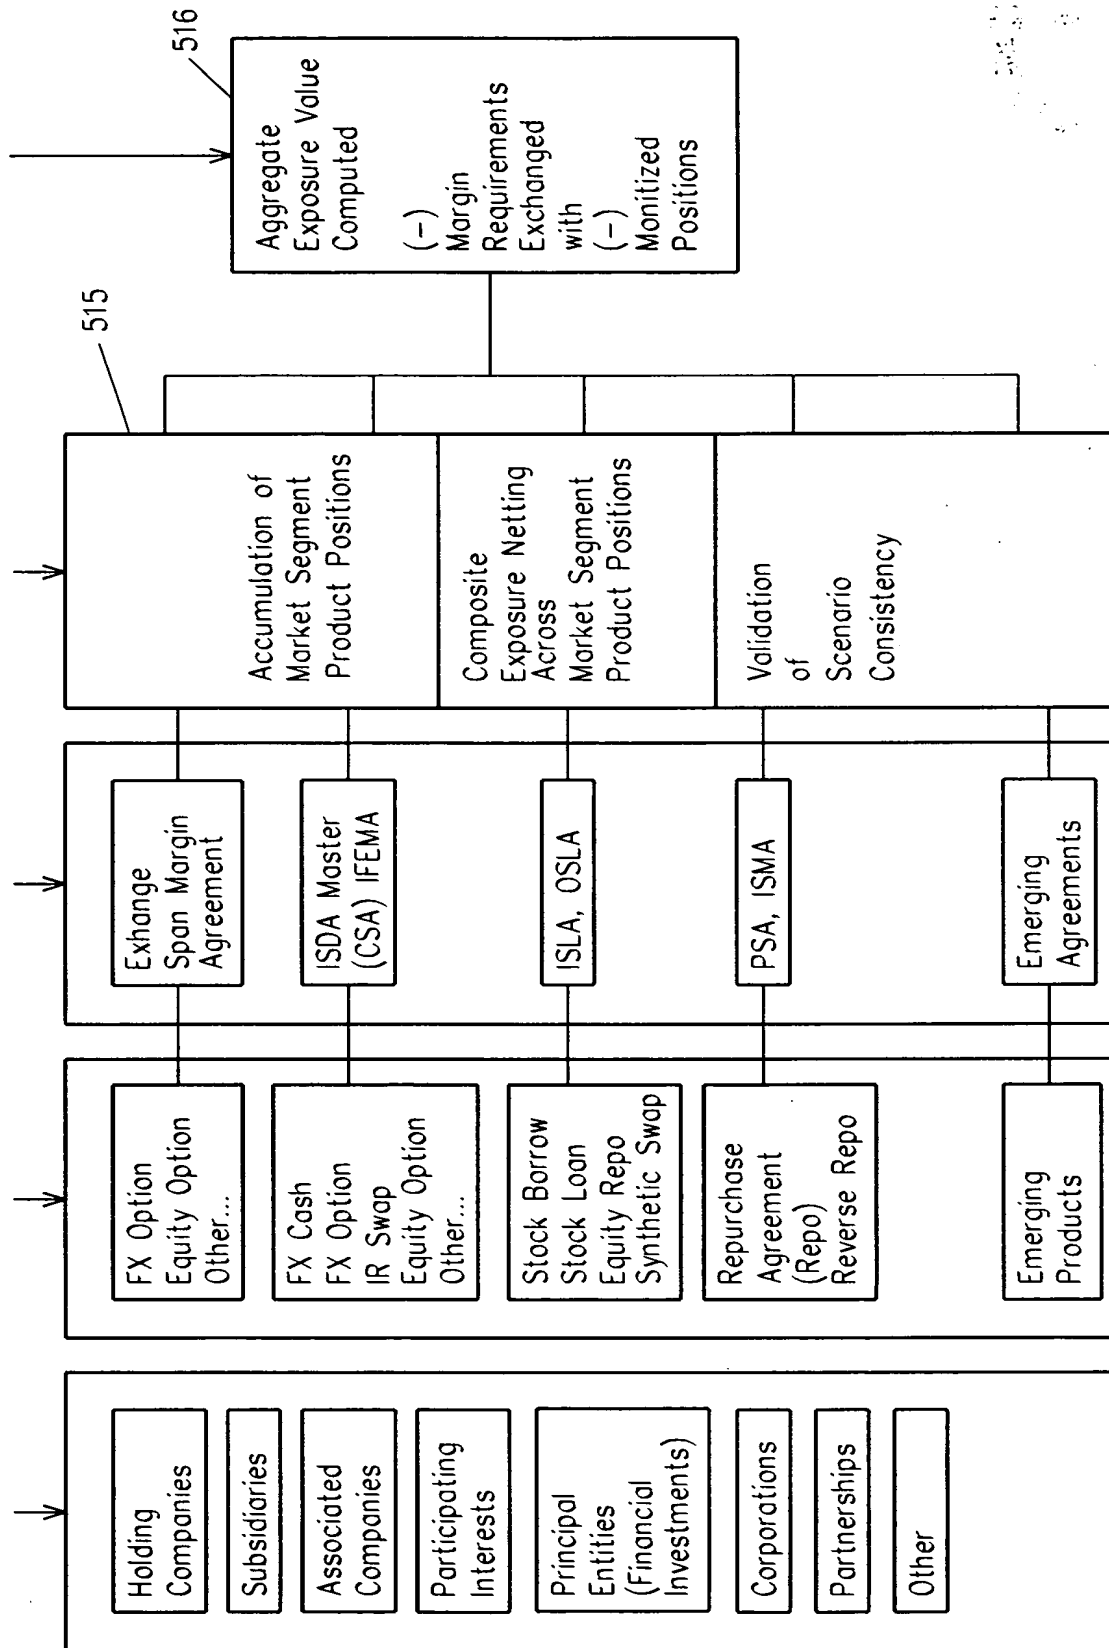 Holding
Companies
Subsidiaries
Associated
Companies
Participating
Interests
Principal
Entities
(Financial
Investments)
Corporations
Partnerships
Other
FX Option
Equity Option
Other...
FX Cash
FX Option
IR Swap
Equity Option
Other...
Stock Borrow
Stock Loan
Equity Repo
Synthetic Swap
Repurchase
Agreement
(Repo)
Reverse Repo
Emerging
Products
Exhange
Span Margin
Agreement
ISDA Master
(CSA) IFEMA
ISLA, OSLA
PSA, ISMA
Emerging
Agreements
515
Accumulation of
Market Segment
Product Positions
Composite
Exposure Netting
Across
Market Segment
Product Positions
Validation
of
Scenario
Consistency
516
Aggregate
Exposure Value
Computed
(-)
Margin
Requirements
Exchanged
with
(-)
Monitized
Positions